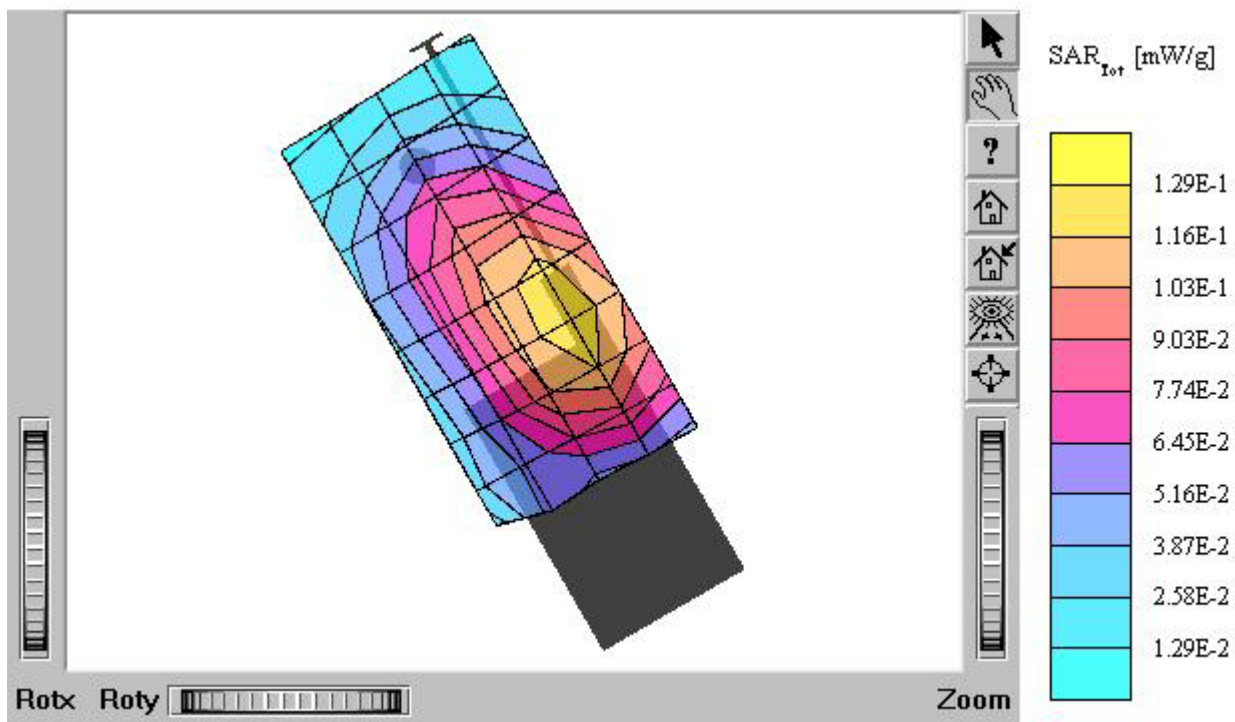 SAR_Tot [mW/g]
?
1.29E-1
1.16E-1
1.03E-1
9.03E-2
7.74E-2
6.45E-2
5.16E-2
3.87E-2
2.58E-2
1.29E-2
Rotx Roty Zoom